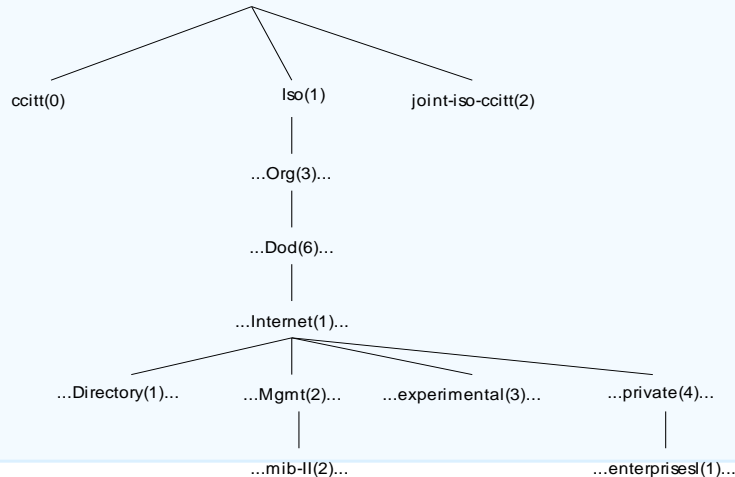 ccitt(0) Iso(1) joint-iso-ccitt(2)
...Org(3)...
...Dod(6)...
...Internet(1)...
...Directory(1)... ...Mgmt(2)... ...experimental(3)... ...private(4)...
...mib-II(2)... ...enterprisesl(1)...